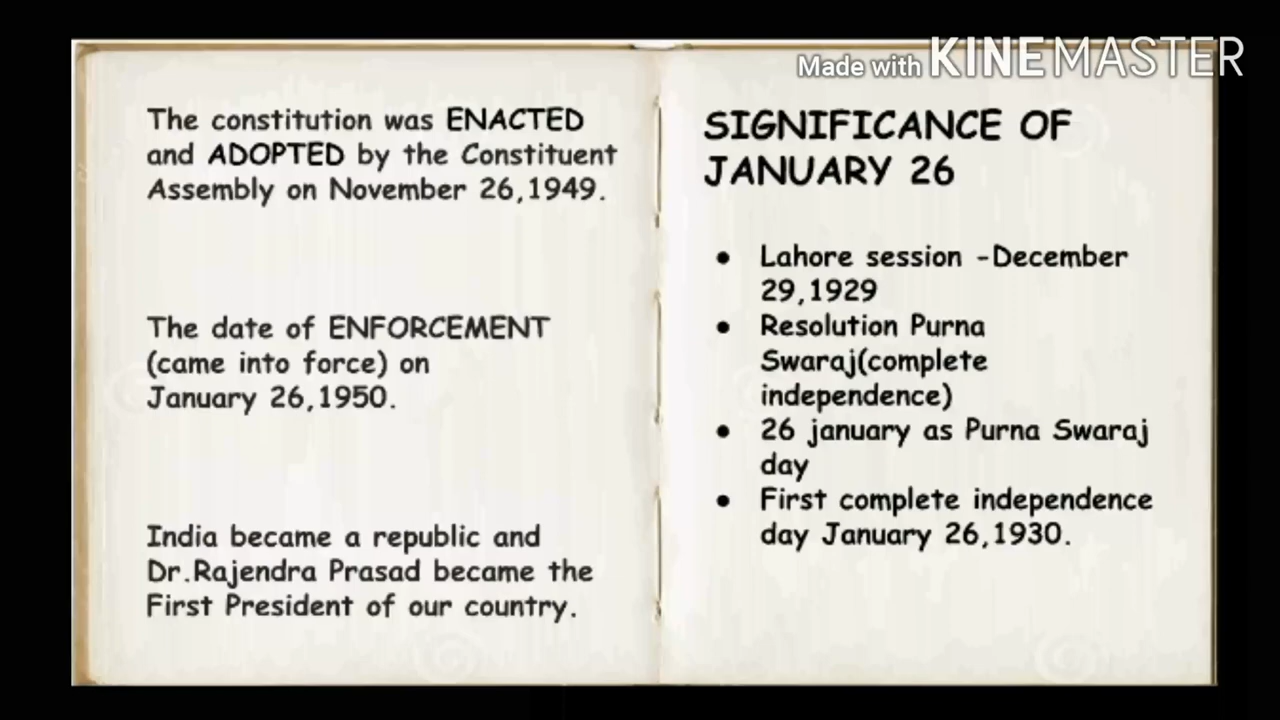 Made with KINEMASTER
The constitution was ENACTED
and ADOPTED by the Constituent
Assembly on November 26,1949.
The date of ENFORCEMENT
(came into force) on
January 26,1950.
India became a republic and
Dr.Rajendra Prasad became the
First President of our country.
SIGNIFICANCE OF
JANUARY 26
● Lahore session -December
29,1929
● Resolution Purna
Swaraj(complete
independence)
● 26 january as Purna Swaraj
day
● First complete independence
day January 26,1930.